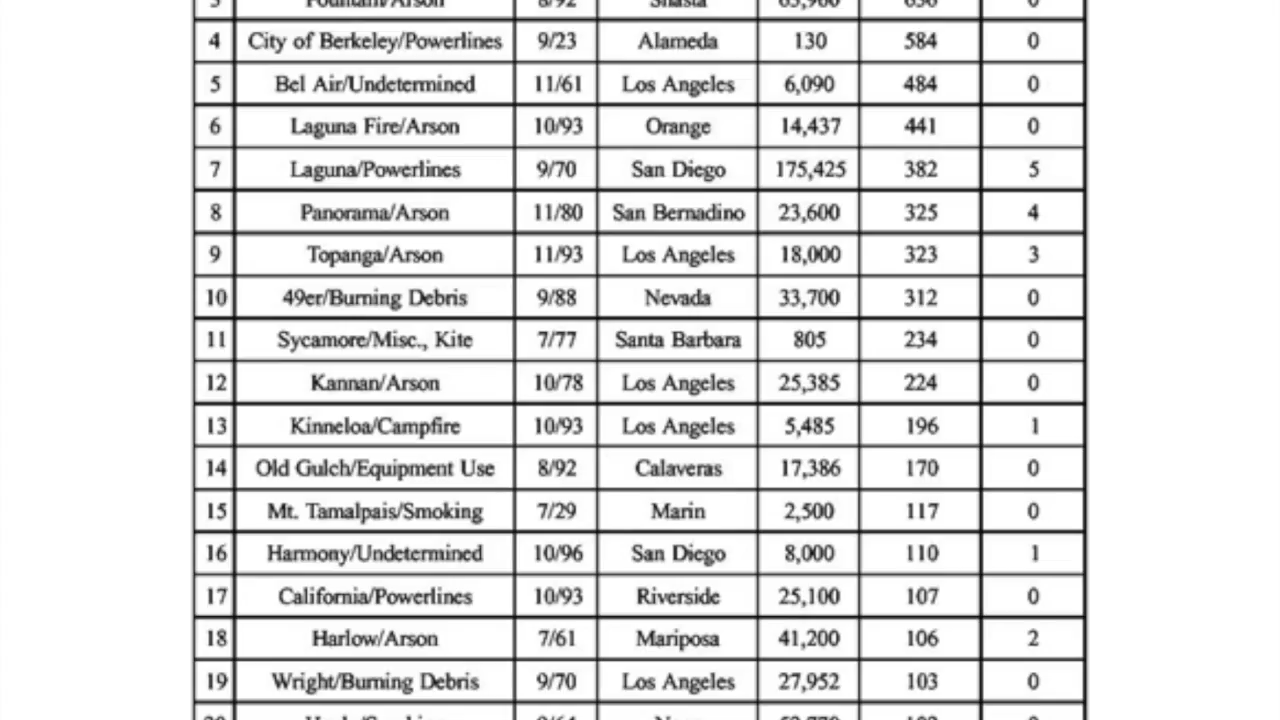 4 City of Berkeley/Powerlines 9/23 Alameda 130 584 0
5 Bel Air/Undetermined 11/61 Los Angeles 6,090 484 0
6 Laguna Fire/Arson 10/93 Orange 14,437 441 0
7 Laguna/Powerlines 9/70 San Diego 175,425 382 5
8 Panorama/Arson 11/80 San Bernadino 23,600 325 4
9 Topanga/Arson 11/93 Los Angeles 18,000 323 3
10 49er/Burning Debris 9/88 Nevada 33,700 312 0
11 Sycamore/Misc., Kite 7/77 Santa Barbara 805 234 0
12 Kannan/Arson 10/78 Los Angeles 25,385 224 0
13 Kinneloa/Campfire 10/93 Los Angeles 5,485 196 1
14 Old Gulch/Equipment Use 8/92 Calaveras 17,386 170 0
15 Mt. Tamalpais/Smoking 7/29 Marin 2,500 117 0
16 Harmony/Undetermined 10/96 San Diego 8,000 110 1
17 California/Powerlines 10/93 Riverside 25,100 107 0
18 Harlow/Arson 7/61 Mariposa 41,200 106 2
19 Wright/Burning Debris 9/70 Los Angeles 27,952 103 0